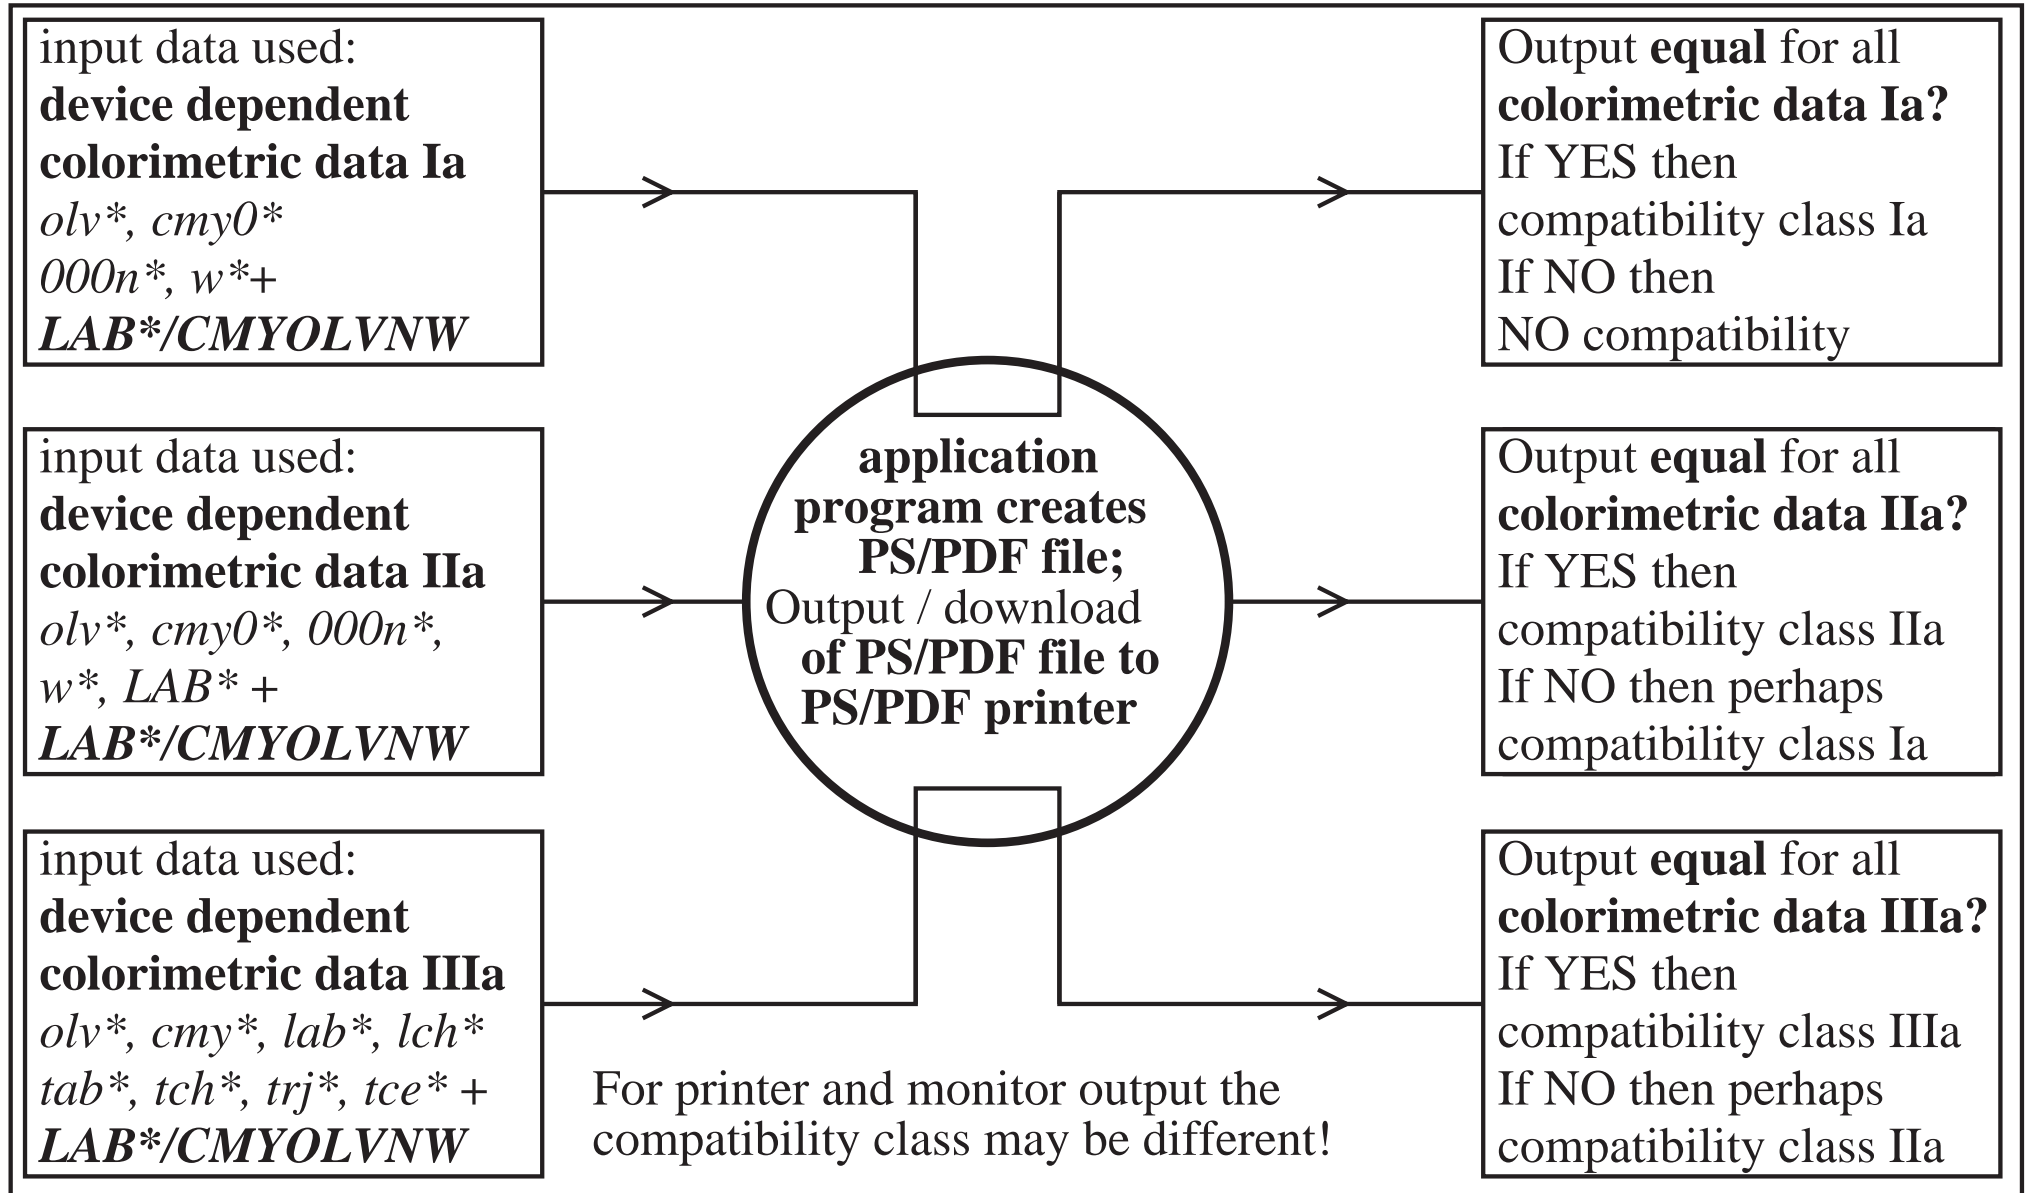 input data used:
device dependent
colorimetric data Ia
olv*, cmy0*
000n*, w*+
LAB*/CMYOLVNW
Output equal for all
colorimetric data Ia?
If YES then
compatibility class Ia
If NO then
NO compatibility
input data used:
device dependent
colorimetric data IIa
olv*, cmy0*, 000n*,
w*, LAB* +
LAB*/CMYOLVNW
application
program creates
PS/PDF file;
Output / download
of PS/PDF file to
PS/PDF printer
Output equal for all
colorimetric data IIa?
If YES then
compatibility class IIa
If NO then perhaps
compatibility class Ia
input data used:
device dependent
colorimetric data IIIa
olv*, cmy*, lab*, lch*
tab*, tch*, trj*, tce* +
LAB*/CMYOLVNW
For printer and monitor output the
compatibility class may be different!
Output equal for all
colorimetric data IIIa?
If YES then
compatibility class IIIa
If NO then perhaps
compatibility class IIa